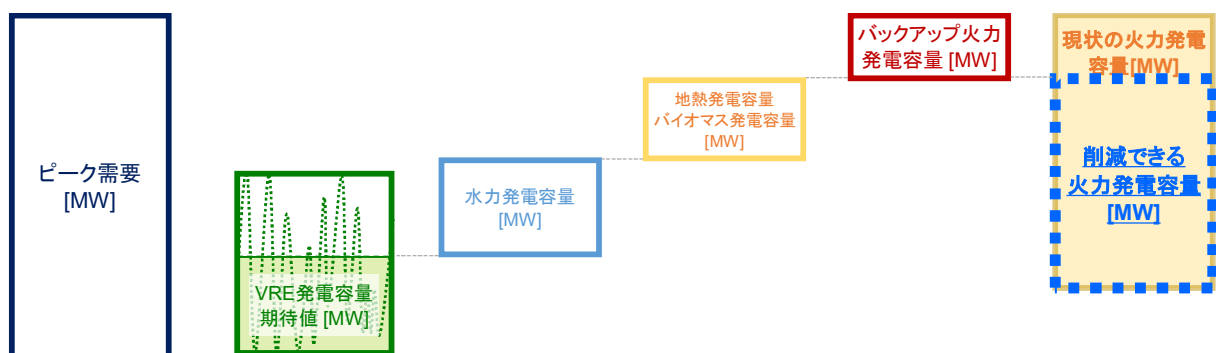 ピーク需要
[MW]
VRE発電容量
期待値 [MW]
水力発電容量
[MW]
地熱発電容量
バイオマス発電容量
[MW]
バックアップ火力
発電容量 [MW]
現状の火力発電
容量[MW]
削減できる
火力発電容量
[MW]